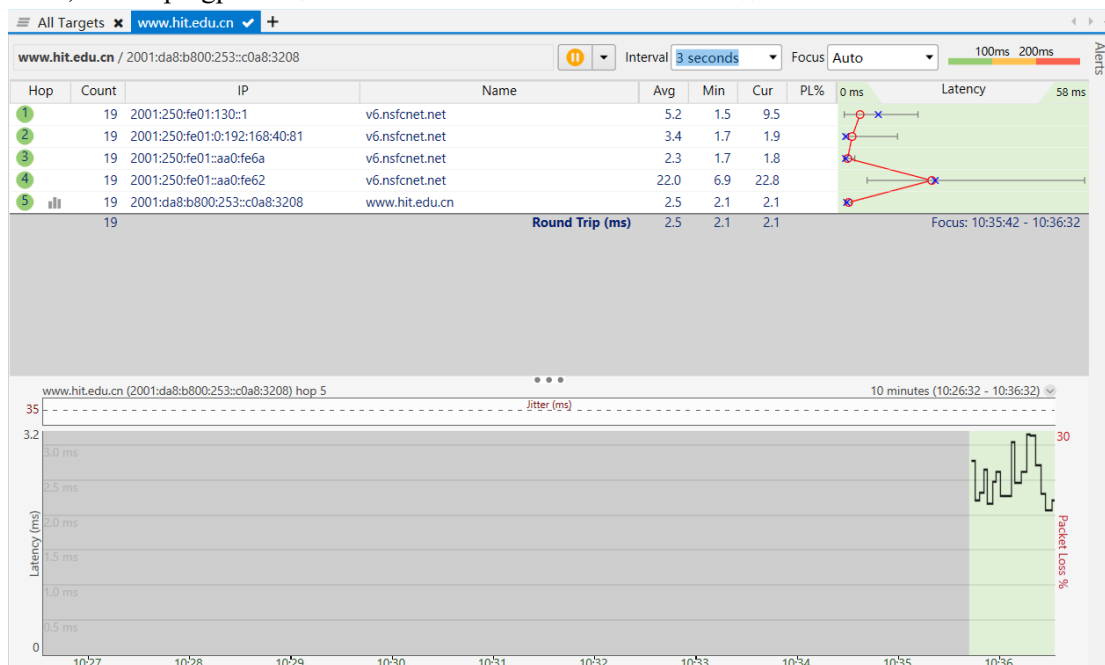 All Targets × www.hit.edu.cn +
www.hit.edu.cn / 2001:da8:b800:253::c0a8:3208 Interval 3 seconds Focus Auto 100ms 200ms
Alerts
Hop Count IP Name Avg Min Cur PL% 0 ms Latency 58 ms
1 19 2001:250:fe01:130::1 v6.nsfcnet.net 5.2 1.5 9.5
2 19 2001:250:fe01:0:192:168:40:81 v6.nsfcnet.net 3.4 1.7 1.9
3 19 2001:250:fe01::aa0:fe6a v6.nsfcnet.net 2.3 1.7 1.8
4 19 2001:250:fe01::aa0:fe62 v6.nsfcnet.net 22.0 6.9 22.8
5 19 2001:da8:b800:253::c0a8:3208 www.hit.edu.cn 2.5 2.1 2.1
19 Round Trip (ms) 2.5 2.1 2.1 Focus: 10:35:42 - 10:36:32
www.hit.edu.cn (2001:da8:b800:253::c0a8:3208) hop 5 10 minutes (10:26:32 - 10:36:32)
35 Jitter (ms)
3.2 30
3.0 ms
2.5 ms
2.0 ms
1.5 ms
1.0 ms
0.5 ms
0
Latency (ms)
Packet Loss %
10:27 10:28 10:29 10:30 10:31 10:32 10:33 10:34 10:35 10:36